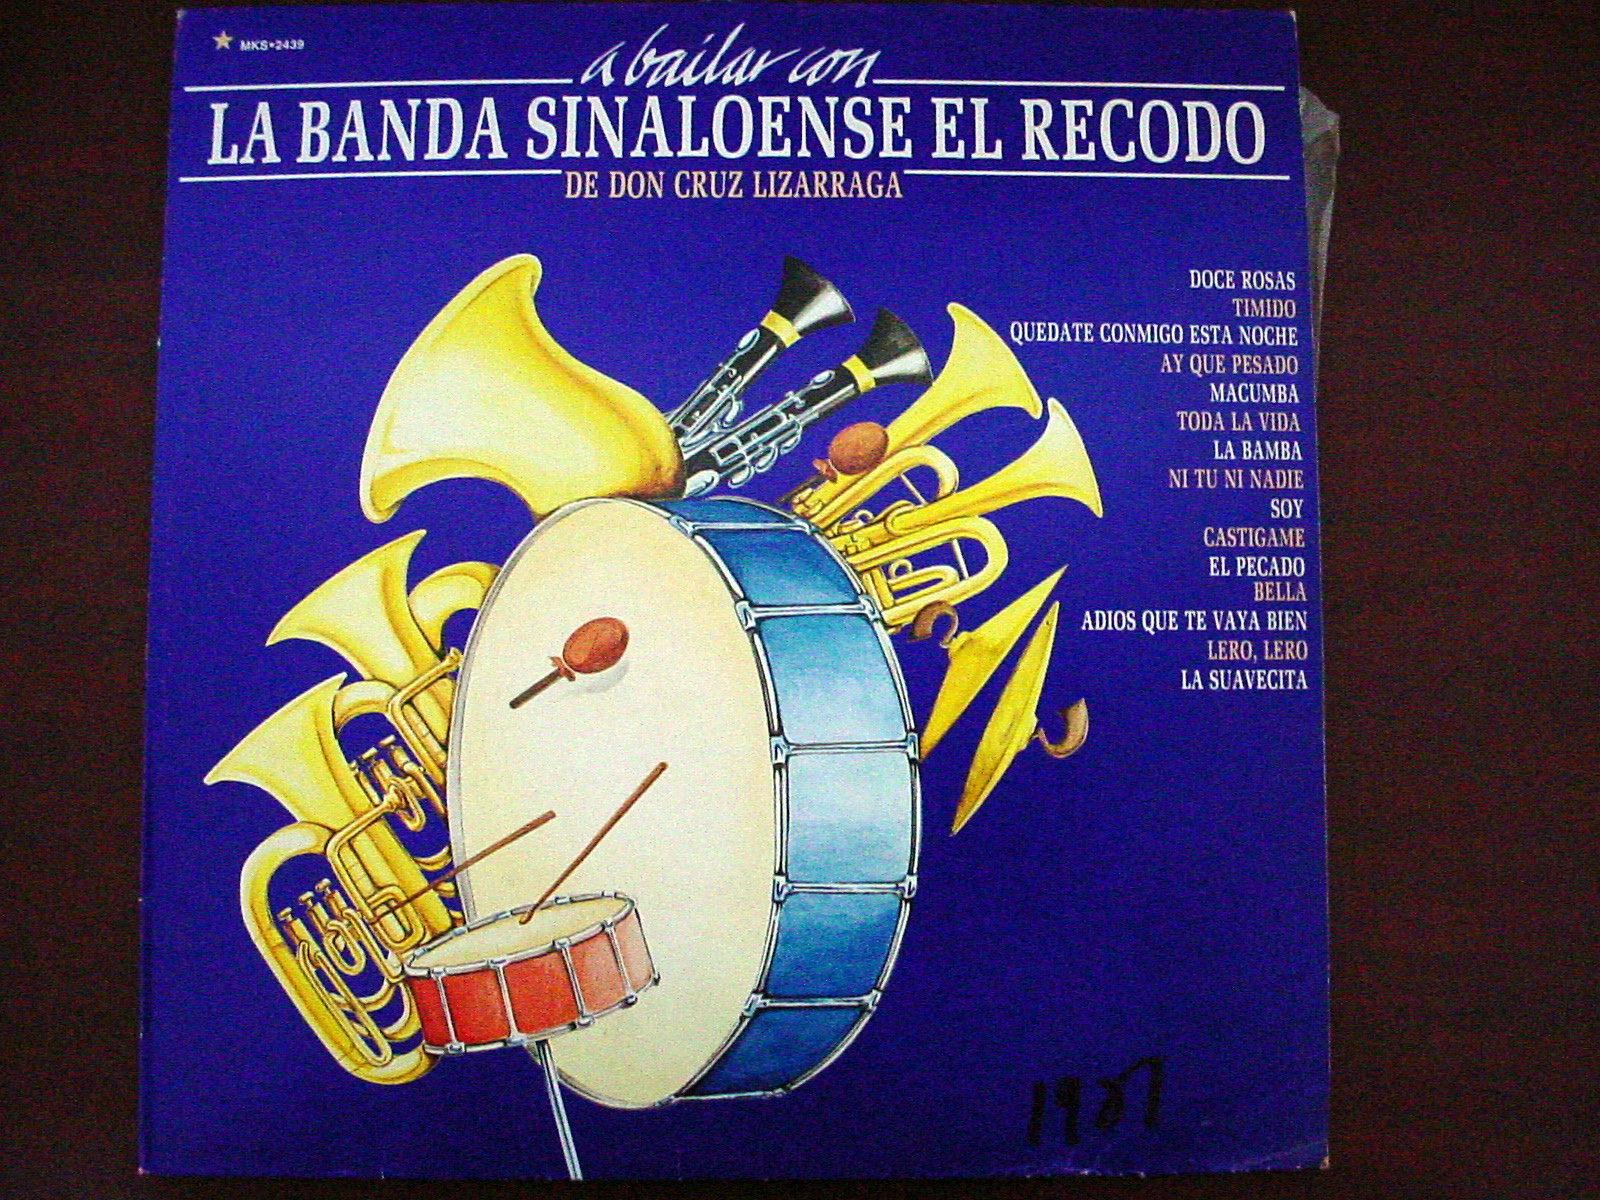 MKS•2439
a bailar con
LA BANDA SINALOENSE EL RECODO
DE DON CRUZ LIZARRAGA
DOCE ROSAS
TIMIDO
QUEDATE CONMIGO ESTA NOCHE
AY QUE PESADO
MACUMBA
TODA LA VIDA
LA BAMBA
NI TU NI NADIE
SOY
CASTIGAME
EL PECADO
BELLA
ADIOS QUE TE VAYA BIEN
LERO, LERO
LA SUAVECITA
1927